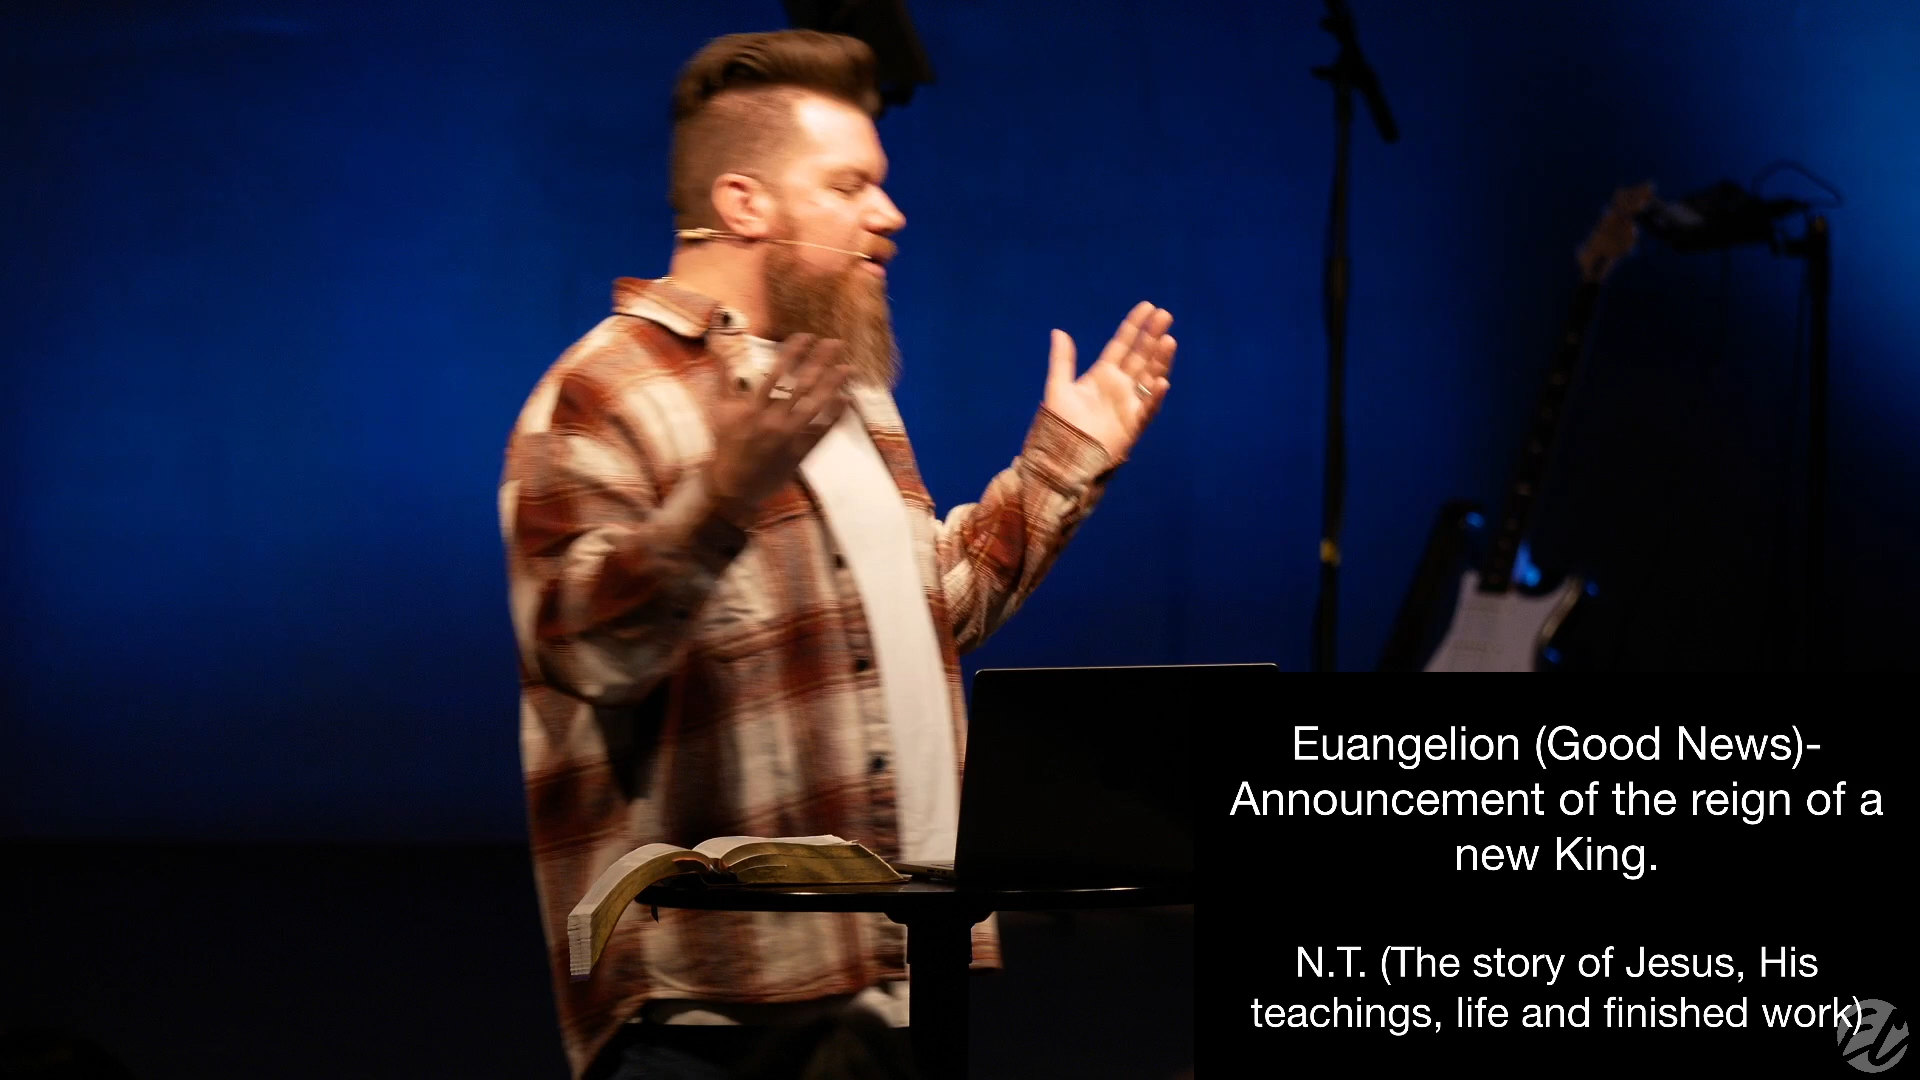 Euangelion (Good News)-
Announcement of the reign of a
new King.
N.T. (The story of Jesus, His
teachings, life and finished work)